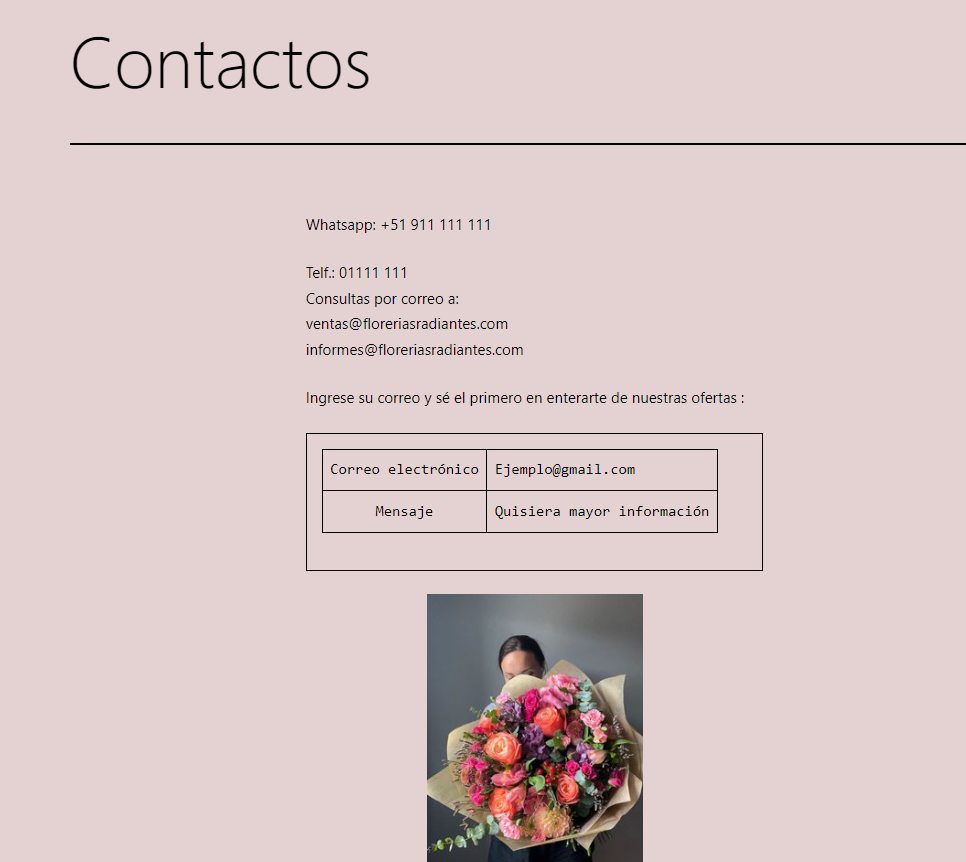 Contactos
Whatsapp: +51 911 111 111
Telf.: 01111 111
Consultas por correo a:
ventas@floreriasradiantes.com
informes@floreriasradiantes.com
Ingrese su correo y sé el primero en enterarte de nuestras ofertas :
Correo electrónico Ejemplo@gmail.com
Mensaje Quisiera mayor información